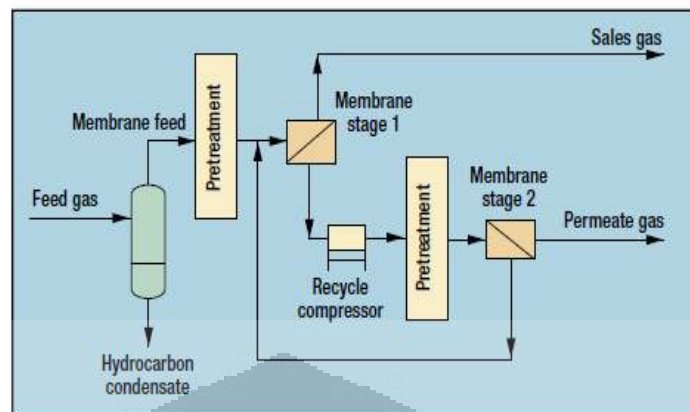 Sales gas
Membrane
stage 1
Membrane feed
Pretreatment
Membrane
stage 2
Feed gas
Pretreatment
Permeate gas
Recycle
compressor
Hydrocarbon
condensate